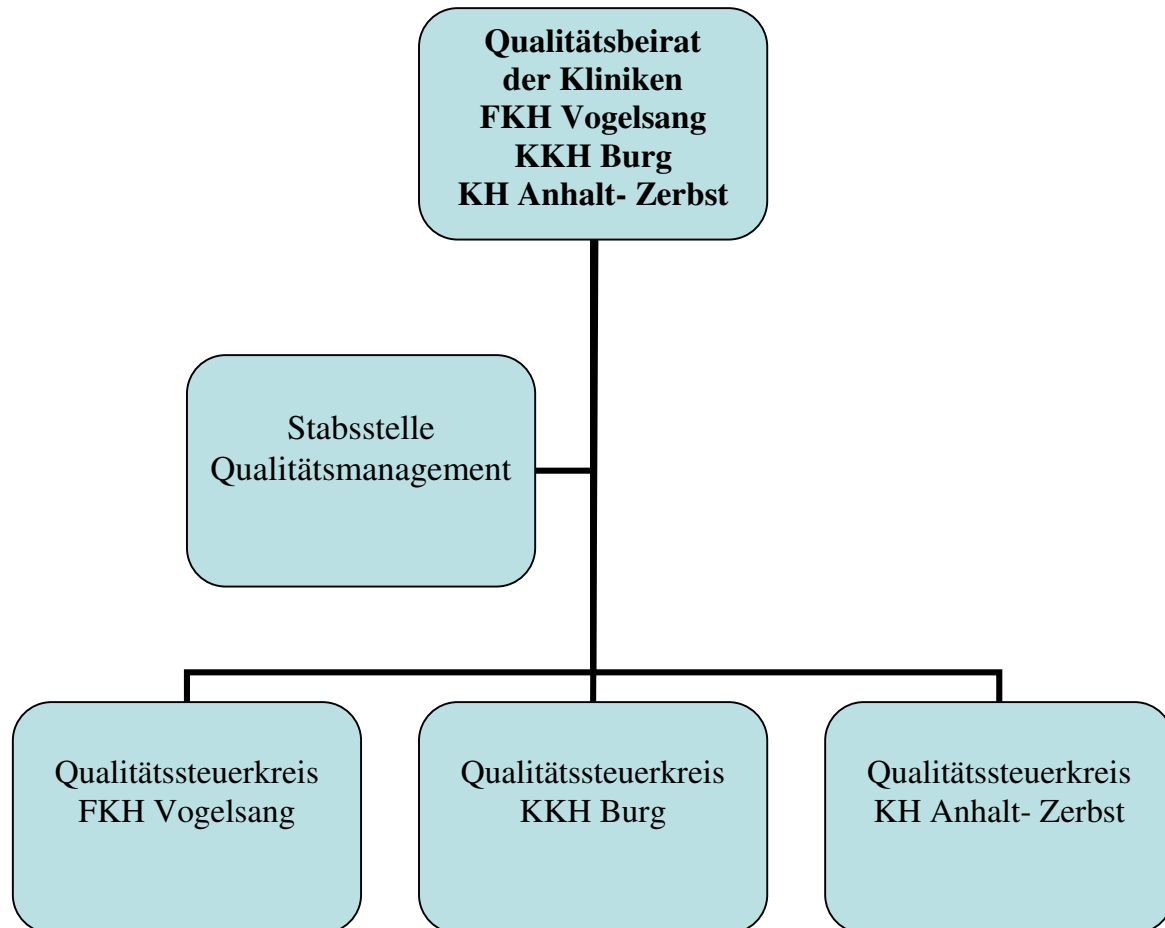 Qualitätsbeirat
der Kliniken
FKH Vogelsang
KKH Burg
KH Anhalt- Zerbst
Stabsstelle
Qualitätsmanagement
Qualitätssteuerkreis
FKH Vogelsang
Qualitätssteuerkreis
KKH Burg
Qualitätssteuerkreis
KH Anhalt- Zerbst